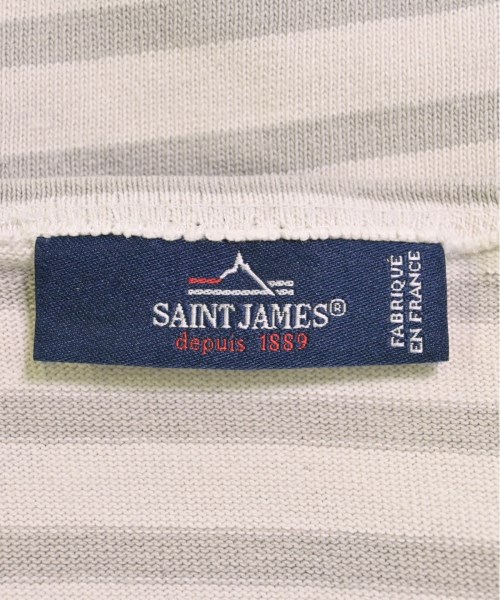 SAINT JAMES®
depuis 1889
FABRIQUÉ
EN FRANCE